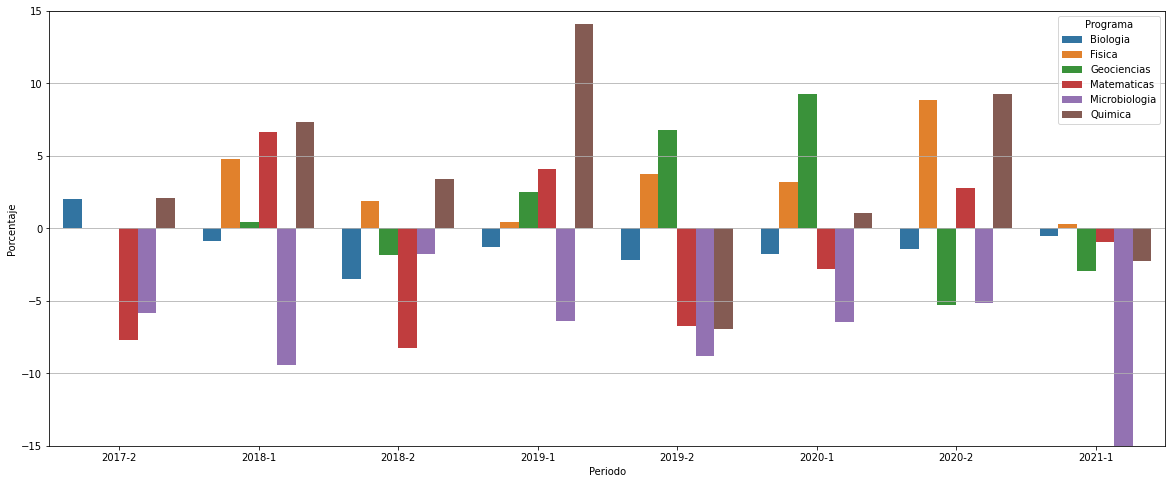 Porcentaje
15
10
5
0
−5
−10
−15
Programa
Biologia
Fisica
Geociencias
Matematicas
Microbiologia
Quimica
2017-2 2018-1 2018-2 2019-1 2019-2 2020-1 2020-2 2021-1
Periodo